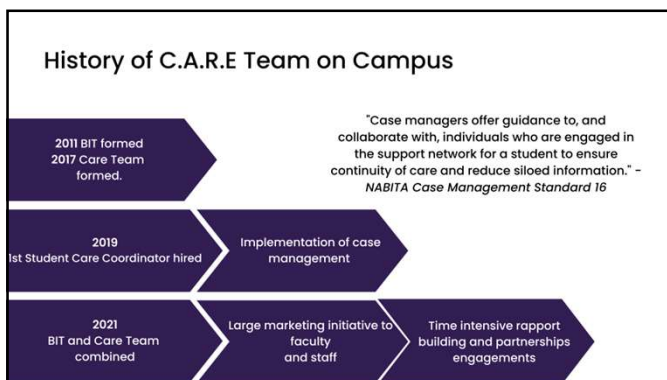 History of C.A.R.E Team on Campus
"Case managers offer guidance to, and
collaborate with, individuals who are engaged in
the support network for a student to ensure
continuity of care and reduce siloed information." -
NABITA Case Management Standard 16
2011 BIT formed
2017 Care Team
formed.
2019
1st Student Care Coordinator hired
Implementation of case
management
2021
BIT and Care Team
combined
Large marketing initiative to
faculty
and staff
Time intensive rapport
building and partnerships
engagements